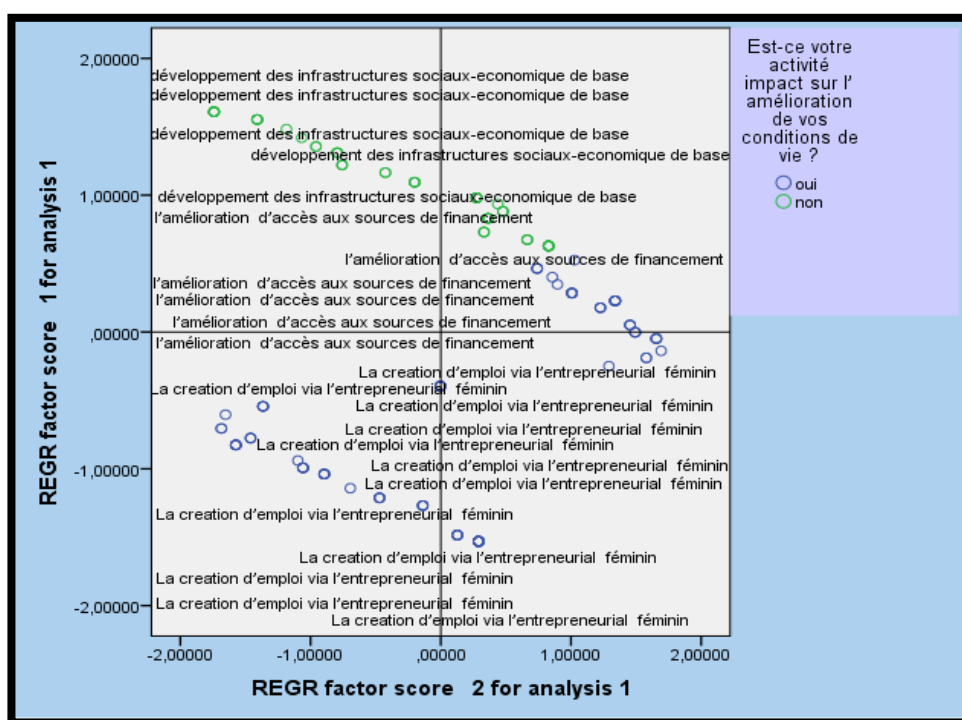 2,00000
1,00000
,00000
-1,00000
-2,00000
REGR factor score 1 for analysis 1
développement des infrastructures sociaux-economique de base
développement des infrastructures sociaux-economique de base
développement des infrastructures sociaux-economique de base
développement des infrastructures sociaux-economique de base
développement des infrastructures sociaux-economique de base
l'amélioration d'accès aux sources de financement
l'amélioration d'accès aux sources de financement
l'amélioration d'accès aux sources de financement
l'amélioration d'accès aux sources de financement
l'amélioration d'accès aux sources de financement
l'amélioration d'accès aux sources de financement
La creation d'emploi via l'entrepreneurial féminin
La creation d'emploi via l'entrepreneurial féminin
La creation d'emploi via l'entrepreneurial féminin
La creation d'emploi via l'entrepreneurial féminin
La creation d'emploi via l'entrepreneurial féminin
La creation d'emploi via l'entrepreneurial féminin
La creation d'emploi via l'entrepreneurial féminin
La creation d'emploi via l'entrepreneurial féminin
La creation d'emploi via l'entrepreneurial féminin
La creation d'emploi via l'entrepreneurial féminin
La creation d'emploi via l'entrepreneurial féminin
La creation d'emploi via l'entrepreneurial féminin
-2,00000 -1,00000 ,00000 1,00000 2,00000
REGR factor score 2 for analysis 1
Est-ce votre
activité
impact sur l'
amélioration
de vos
conditions de
vie ?
oui
non